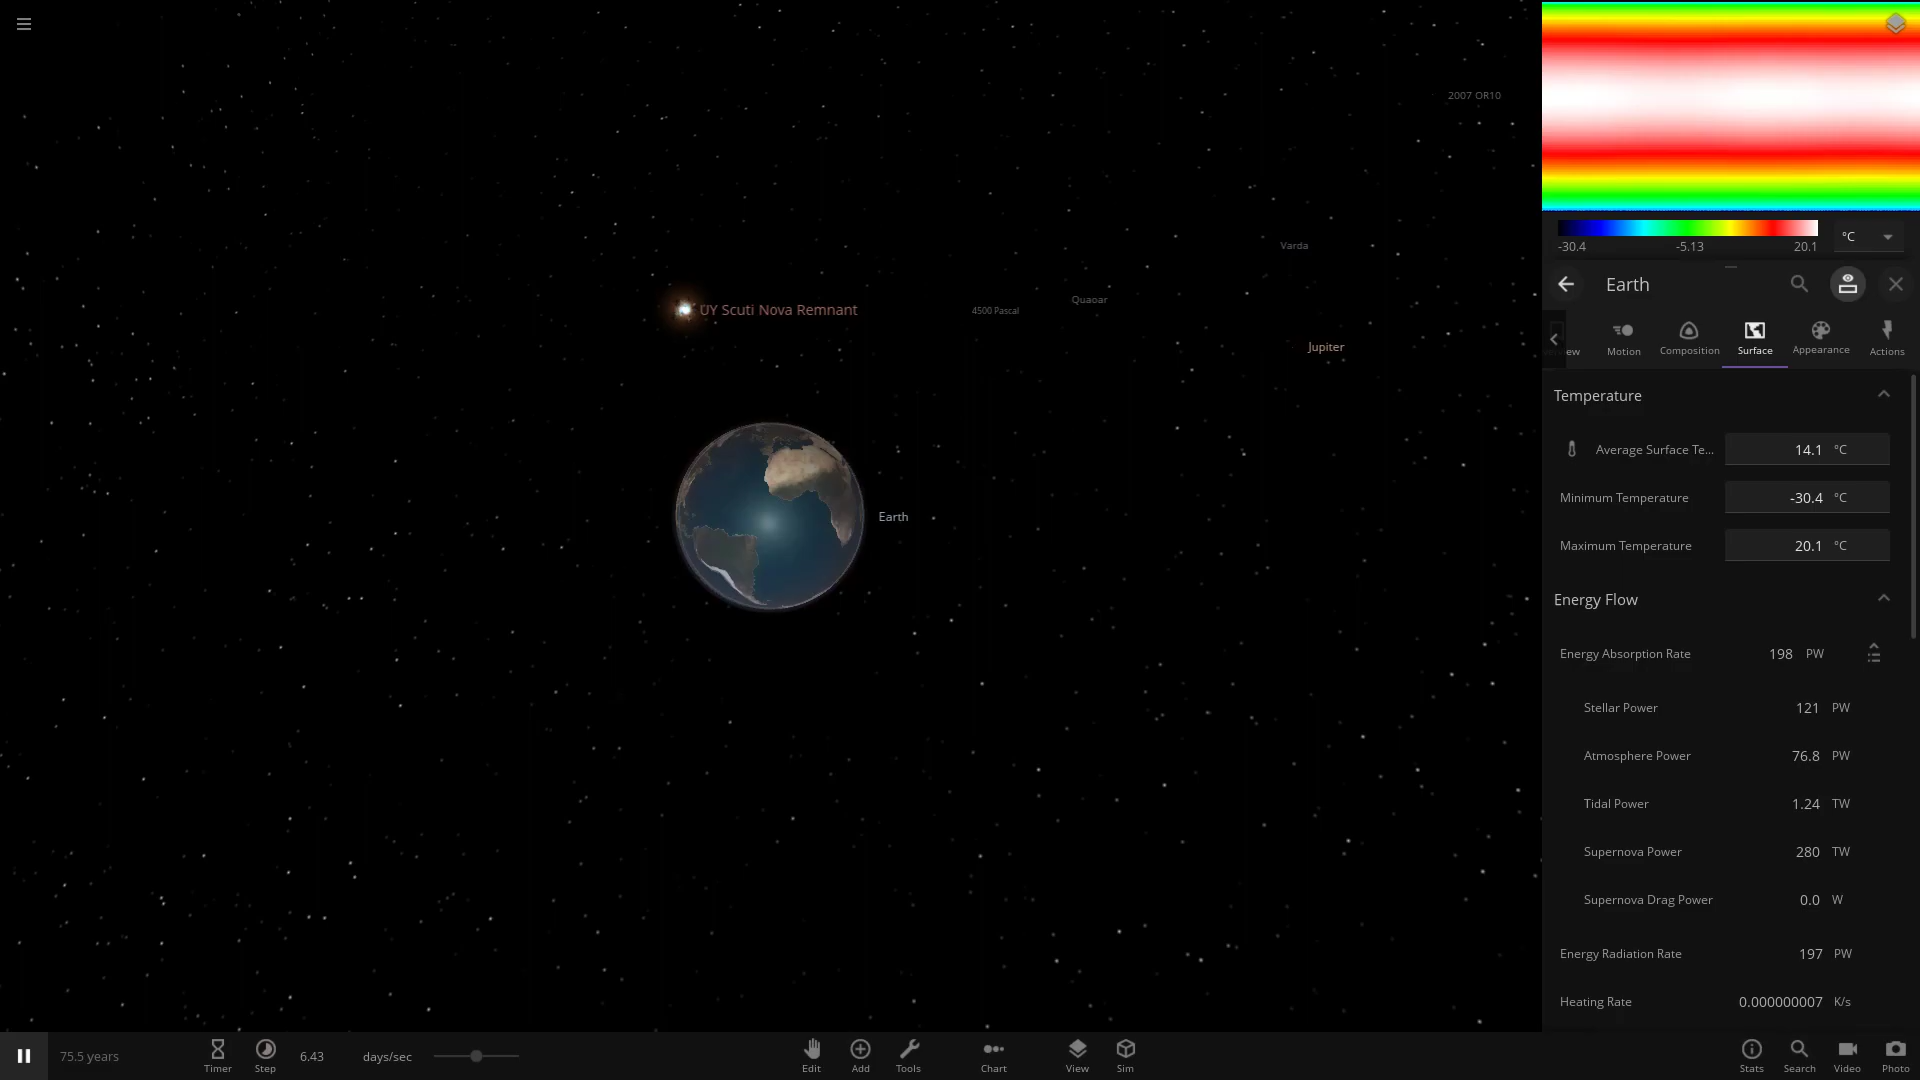 2007 OR10
Varda
Quaoar
4500 Pascal
UY Scuti Nova Remnant
Jupiter
Earth
-30.4 -5.13 20.1 °C
Earth
Motion Composition Surface Appearance Actions
Temperature
Average Surface Te... 14.1 °C
Minimum Temperature -30.4 °C
Maximum Temperature 20.1 °C
Energy Flow
Energy Absorption Rate 198 PW
Stellar Power 121 PW
Atmosphere Power 76.8 PW
Tidal Power 1.24 TW
Supernova Power 280 TW
Supernova Drag Power 0.0 W
Energy Radiation Rate 197 PW
Heating Rate 0.000000007 K/s
75.5 years Timer Step 6.43 days/sec Edit Add Tools Chart View Sim Stats Search Video Photo